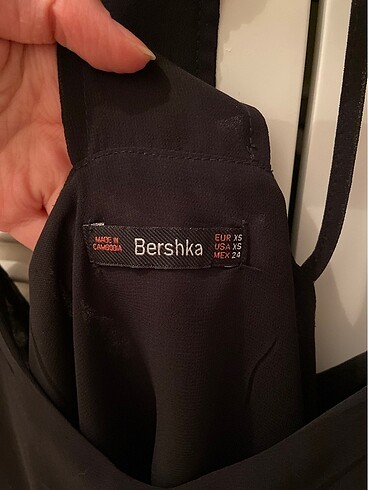 MADE IN
CAMBODIA
Bershka
EUR XS
USA XS
MEX 24